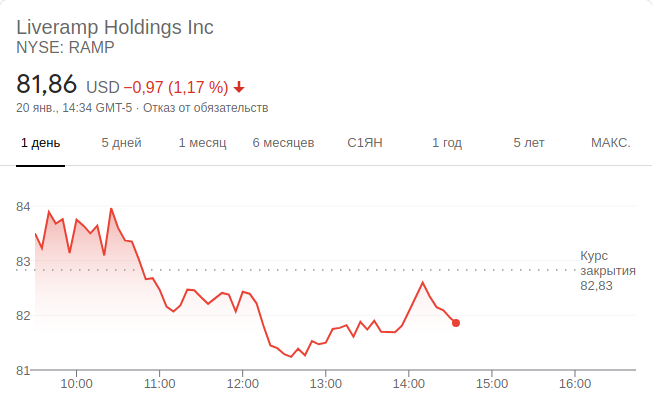 Liveramp Holdings Inc
NYSE: RAMP
81,86 USD −0,97 (1,17 %)
20 янв., 14:34 GMT-5 · Отказ от обязательств
1 день 5 дней 1 месяц 6 месяцев С1ЯН 1 год 5 лет МАКС.
84
83
82
81
Курс
закрытия
82,83
10:00 11:00 12:00 13:00 14:00 15:00 16:00